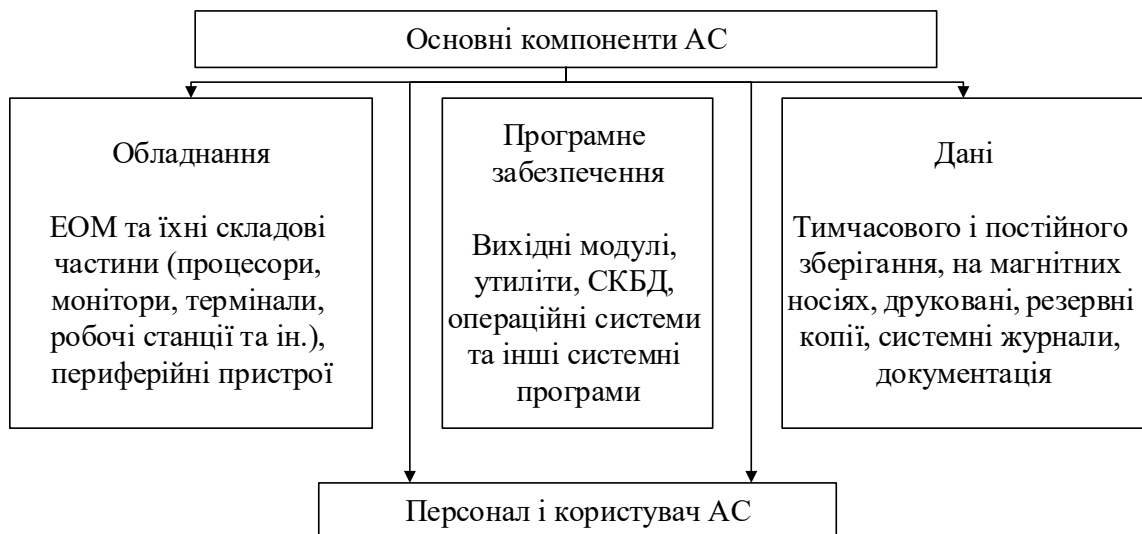 Основні компоненти АС
Обладнання
ЕОМ та їхні складові
частини (процесори,
монітори, термінали,
робочі станції та ін.),
периферійні пристрої
Програмне
забезпечення
Вихідні модулі,
утиліти, СКБД,
операційні системи
та інші системні
програми
Дані
Тимчасового і постійного
зберігання, на магнітних
носіях, друковані, резервні
копії, системні журнали,
документація
Персонал і користувач АС